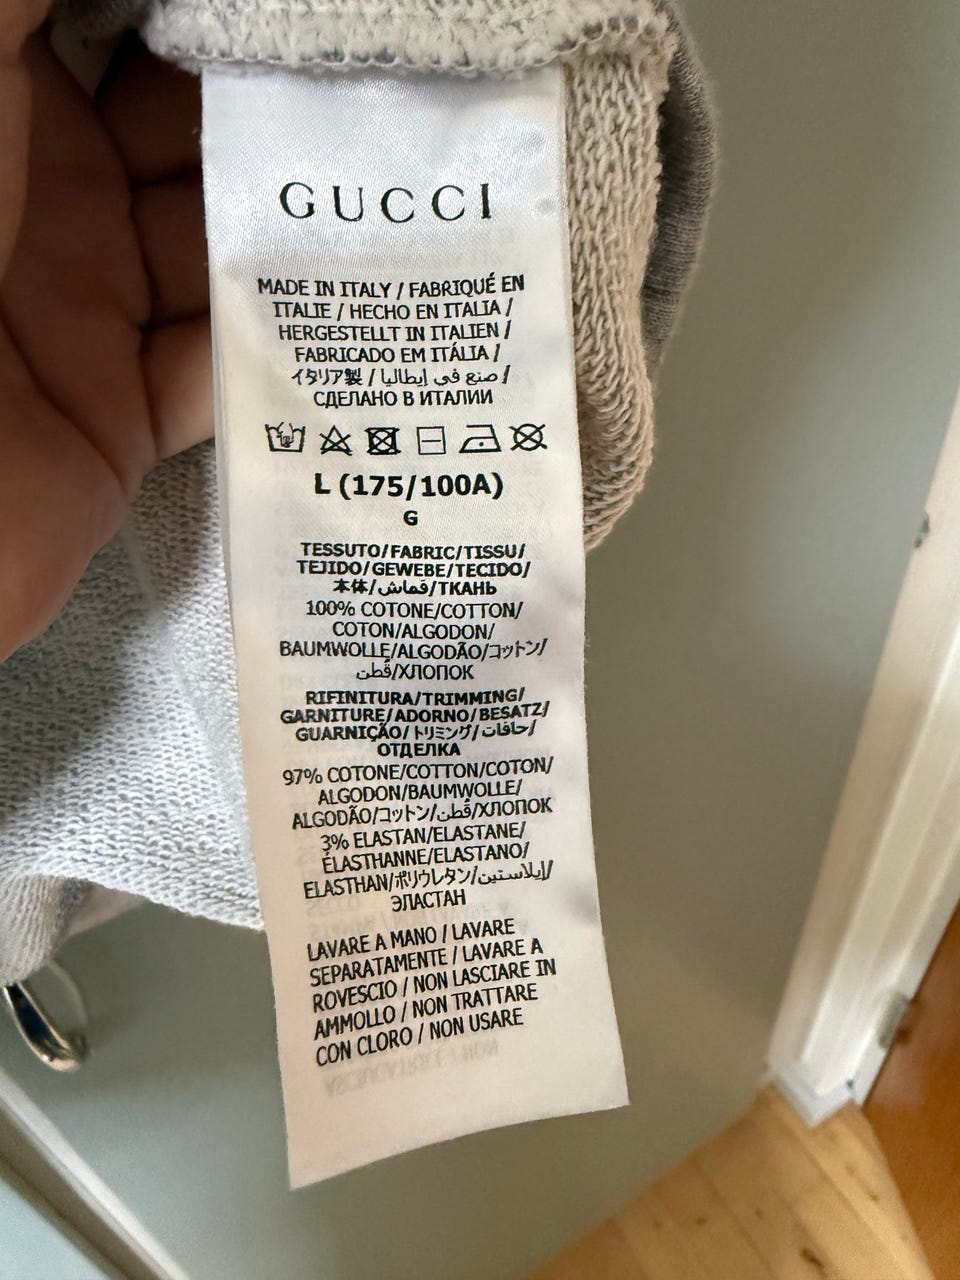 GUCCI
MADE IN ITALY / FABRIQUÉ EN
ITALIE / HECHO EN ITALIA /
HERGESTELLT IN ITALIEN /
FABRICADO EM ITÁLIA /
イタリア製 / صنع في إيطاليا /
СДЕЛАНО В ИТАЛИИ
L (175/100A)
G
TESSUTO/FABRIC/TISSU/
TEJIDO/GEWEBE/TECIDO/
本体/قماش/ТКАНЬ
100% COTONE/COTTON/
COTON/ALGODON/
BAUMWOLLE/ALGODÃO/コットン/
قطن/ХЛОПОК
RIFINITURA/TRIMMING/
GARNITURE/ADORNO/BESATZ/
GUARNIÇÃO/トリミング/حافات/
ОТДЕЛКА
97% COTONE/COTTON/COTON/
ALGODON/BAUMWOLLE/
ALGODÃO/コットン/قطن/ХЛОПОК
3% ELASTAN/ELASTANE/
ÉLASTHANNE/ELASTANO/
ELASTHAN/ポリウレタン/إيلاستين/
ЭЛАСТАН
LAVARE A MANO / LAVARE
SEPARATAMENTE / LAVARE A
ROVESCIO / NON LASCIARE IN
AMMOLLO / NON TRATTARE
CON CLORO / NON USARE